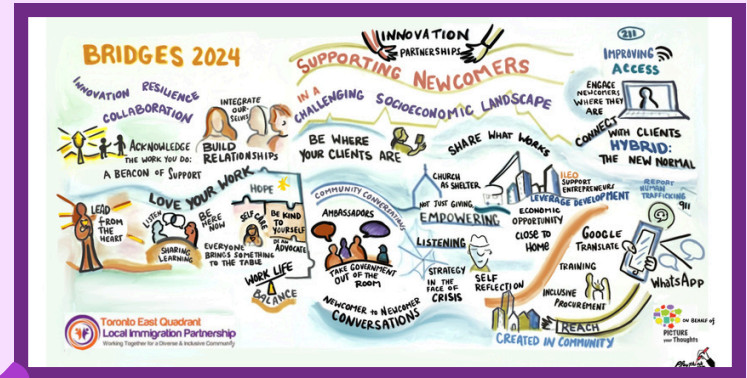 BRIDGES 2024
INNOVATION RESILIENCE
COLLABORATION
ACKNOWLEDGE
THE WORK YOU DO:
A BEACON OF SUPPORT
INTEGRATE
OUR-
SELVES
BUILD
RELATIONSHIPS
INNOVATION
PARTNERSHIPS
SUPPORTING NEWCOMERS
IN A
CHALLENGING SOCIOECONOMIC LANDSCAPE
BE WHERE
YOUR CLIENTS ARE
SHARE WHAT WORKS
211
IMPROVING
ACCESS
ENGAGE
NEWCOMERS
WHERE THEY
ARE
CONNECT
WITH CLIENTS
HYBRID:
THE NEW NORMAL
LOVE YOUR WORK
LEAD
FROM
THE
HEART
LISTEN
BE
HERE
NOW
SHARING
LEARNING
SELF CARE
HOPE
BE KIND
TO
YOURSELF
BE AN
ADVOCATE
EVERYONE
BRINGS SOMETHING
TO THE TABLE
WORK LIFE
BALANCE
COMMUNITY CONVERSATIONS
AMBASSADORS
TAKE GOVERNMENT
OUT OF THE
ROOM
NEWCOMER TO NEWCOMER
CONVERSATIONS
CHURCH
AS SHELTER
NOT JUST GIVING,
EMPOWERING
LISTENING
STRATEGY
IN THE
FACE OF
CRISIS
SELF
REFLECTION
ILEO
SUPPORT
ENTREPRENEURS
LEVERAGE DEVELOPMENT
ECONOMIC
OPPORTUNITY
CLOSE TO
HOME
GOOGLE
TRANSLATE
TRAINING
INCLUSIVE
PROCUREMENT
REACH
CREATED IN COMMUNITY
REPORT
HUMAN
TRAFFICKING
911
WhatsApp
Toronto East Quadrant
Local Immigration Partnership
Working Together for a Diverse & Inclusive Community
ON BEHALF of
PICTURE
your Thoughts